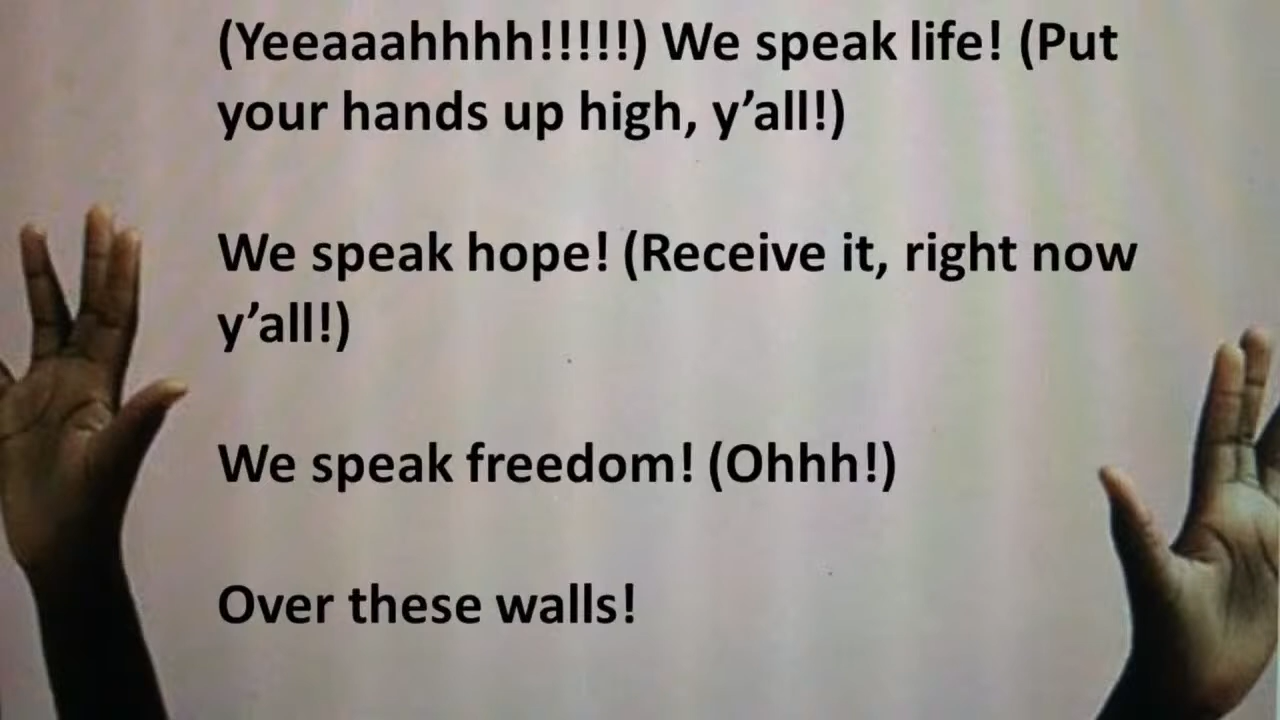 (Yeeaaahhhh!!!!!) We speak life! (Put
your hands up high, y’all!)
We speak hope! (Receive it, right now
y’all!)
We speak freedom! (Ohhh!)
Over these walls!